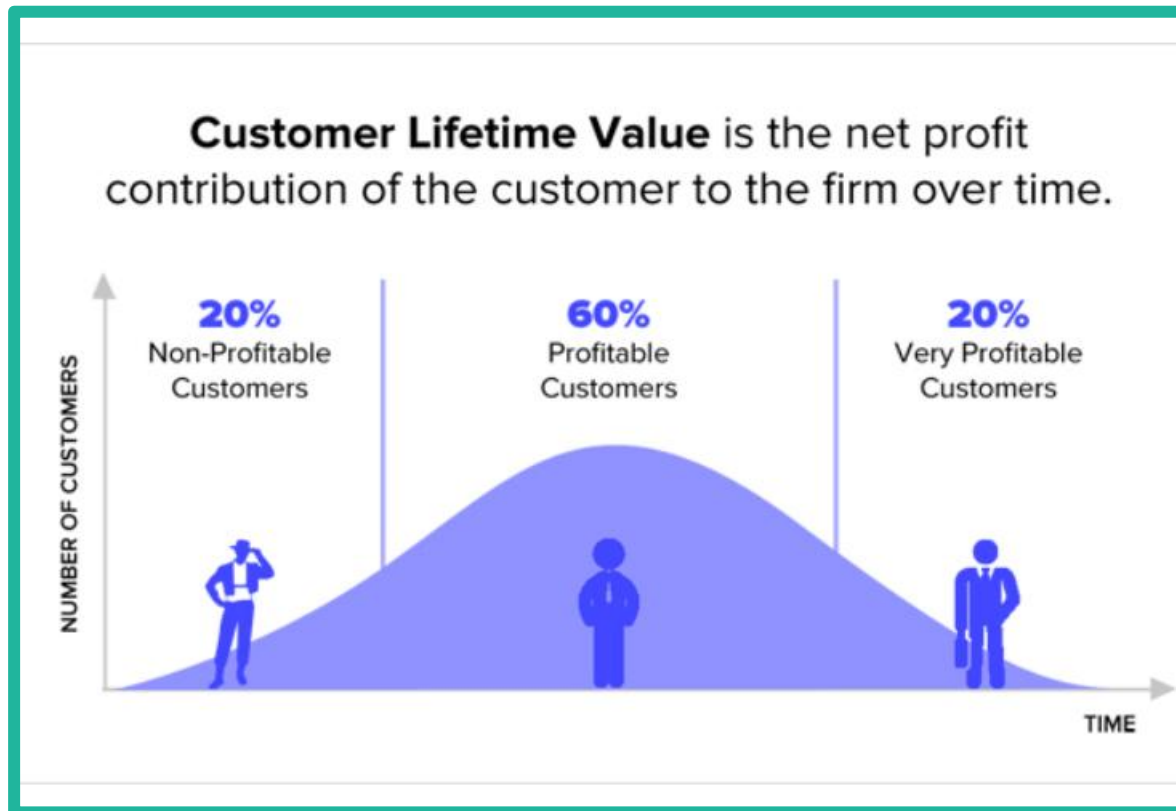 Customer Lifetime Value is the net profit
contribution of the customer to the firm over time.
20%
Non-Profitable
Customers
60%
Profitable
Customers
20%
Very Profitable
Customers
NUMBER OF CUSTOMERS
TIME